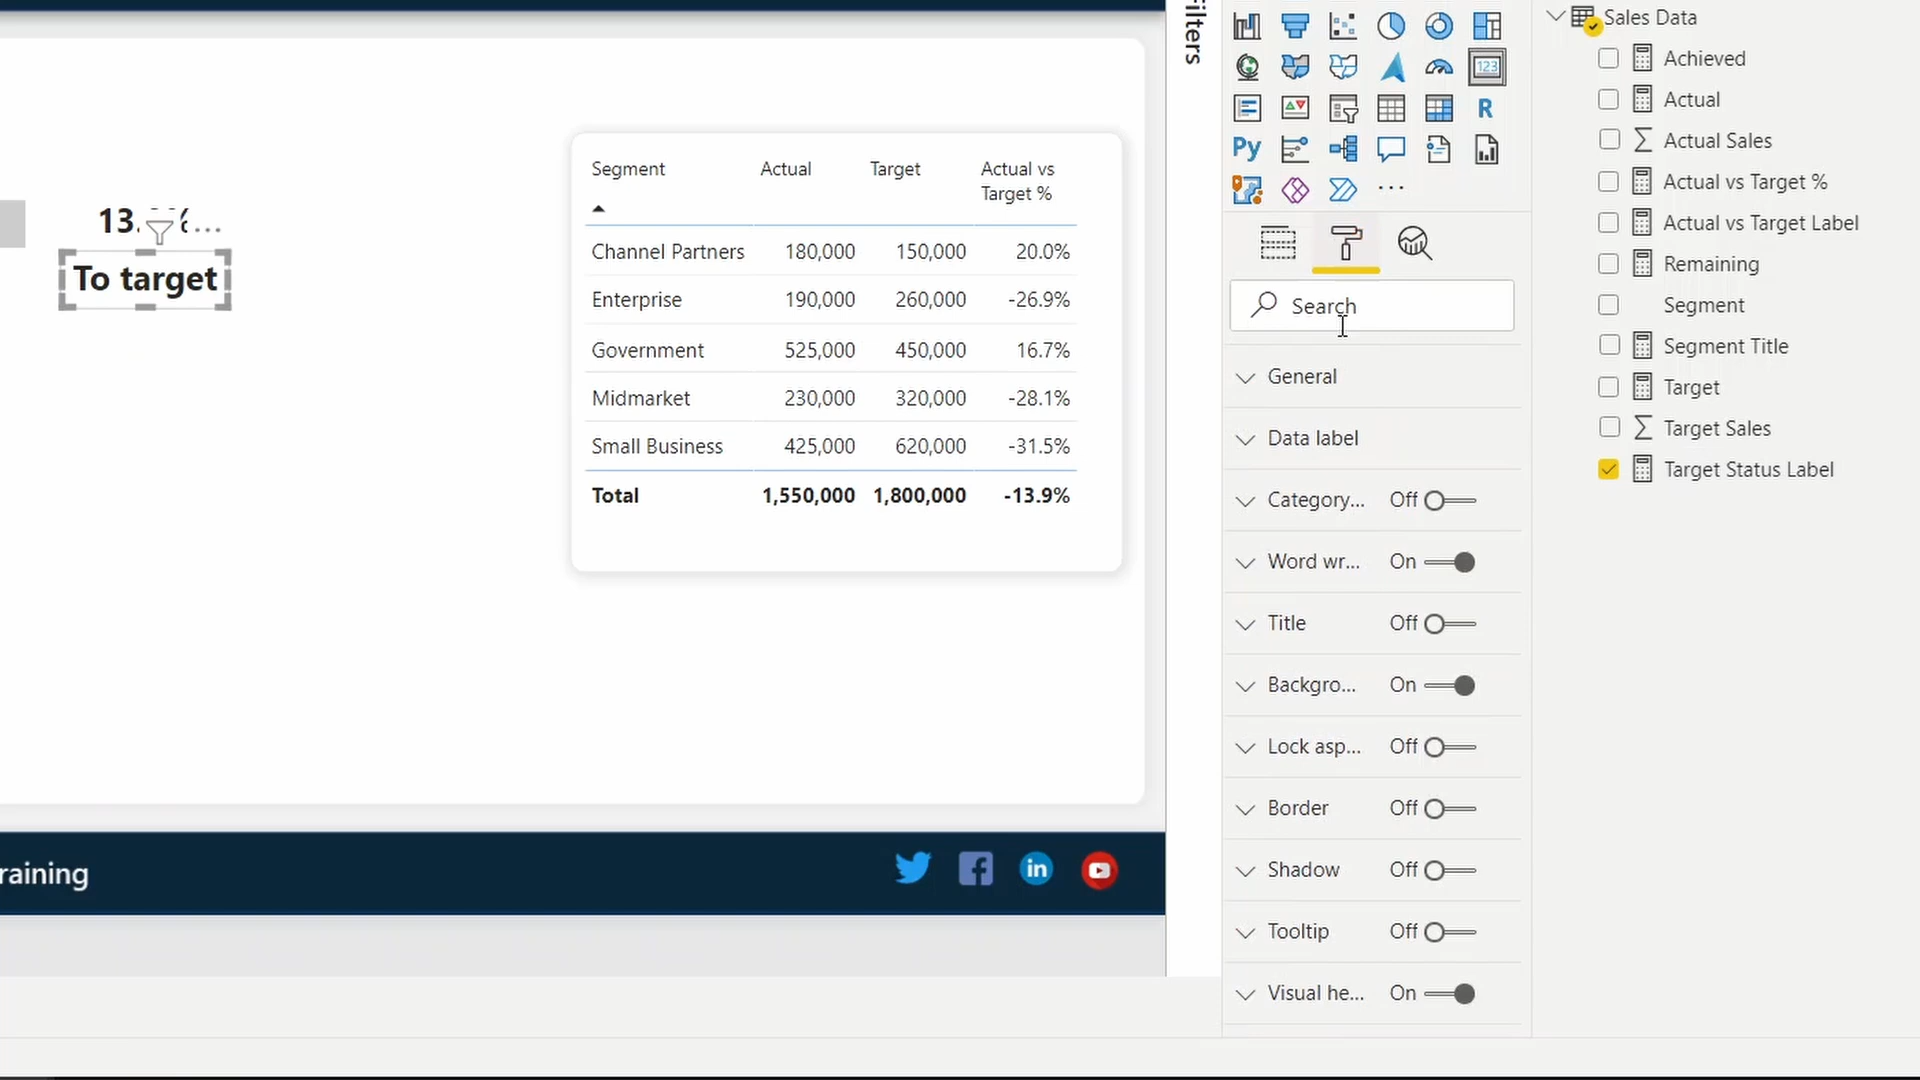 13.
...
To target
Segment Actual Target Actual vs Target %
Channel Partners 180,000 150,000 20.0%
Enterprise 190,000 260,000 -26.9%
Government 525,000 450,000 16.7%
Midmarket 230,000 320,000 -28.1%
Small Business 425,000 620,000 -31.5%
Total 1,550,000 1,800,000 -13.9%
raining
in
Filters
123
R
Py
...
Search
General
Data label
Category... Off
Word wr... On
Title Off
Backgro... On
Lock asp... Off
Border Off
Shadow Off
Tooltip Off
Visual he... On
Sales Data
Achieved
Actual
Actual Sales
Actual vs Target %
Actual vs Target Label
Remaining
Segment
Segment Title
Target
Target Sales
Target Status Label